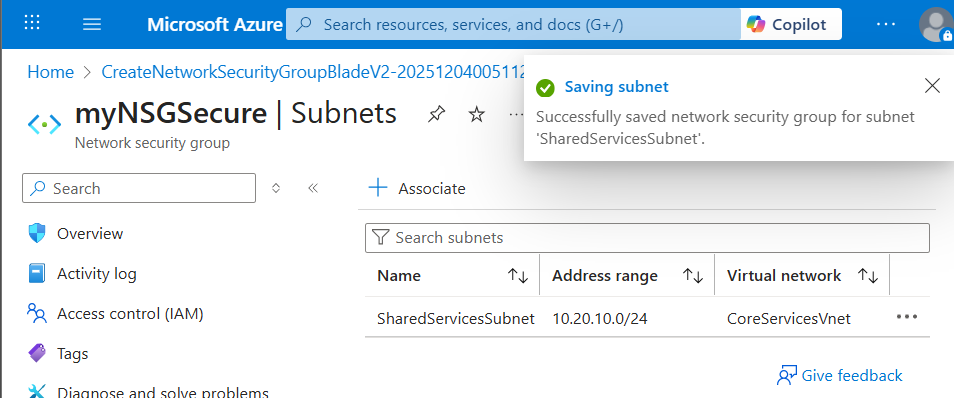 Microsoft Azure
Search resources, services, and docs (G+/)
Copilot
Home > CreateNetworkSecurityGroupBladeV2-20251204005112
Saving subnet
Successfully saved network security group for subnet
'SharedServicesSubnet'.
myNSGSecure | Subnets
Network security group
Search
Associate
Overview
Activity log
Access control (IAM)
Tags
Diagnose and solve problems
Search subnets
Name Address range Virtual network
SharedServicesSubnet 10.20.10.0/24 CoreServicesVnet
Give feedback